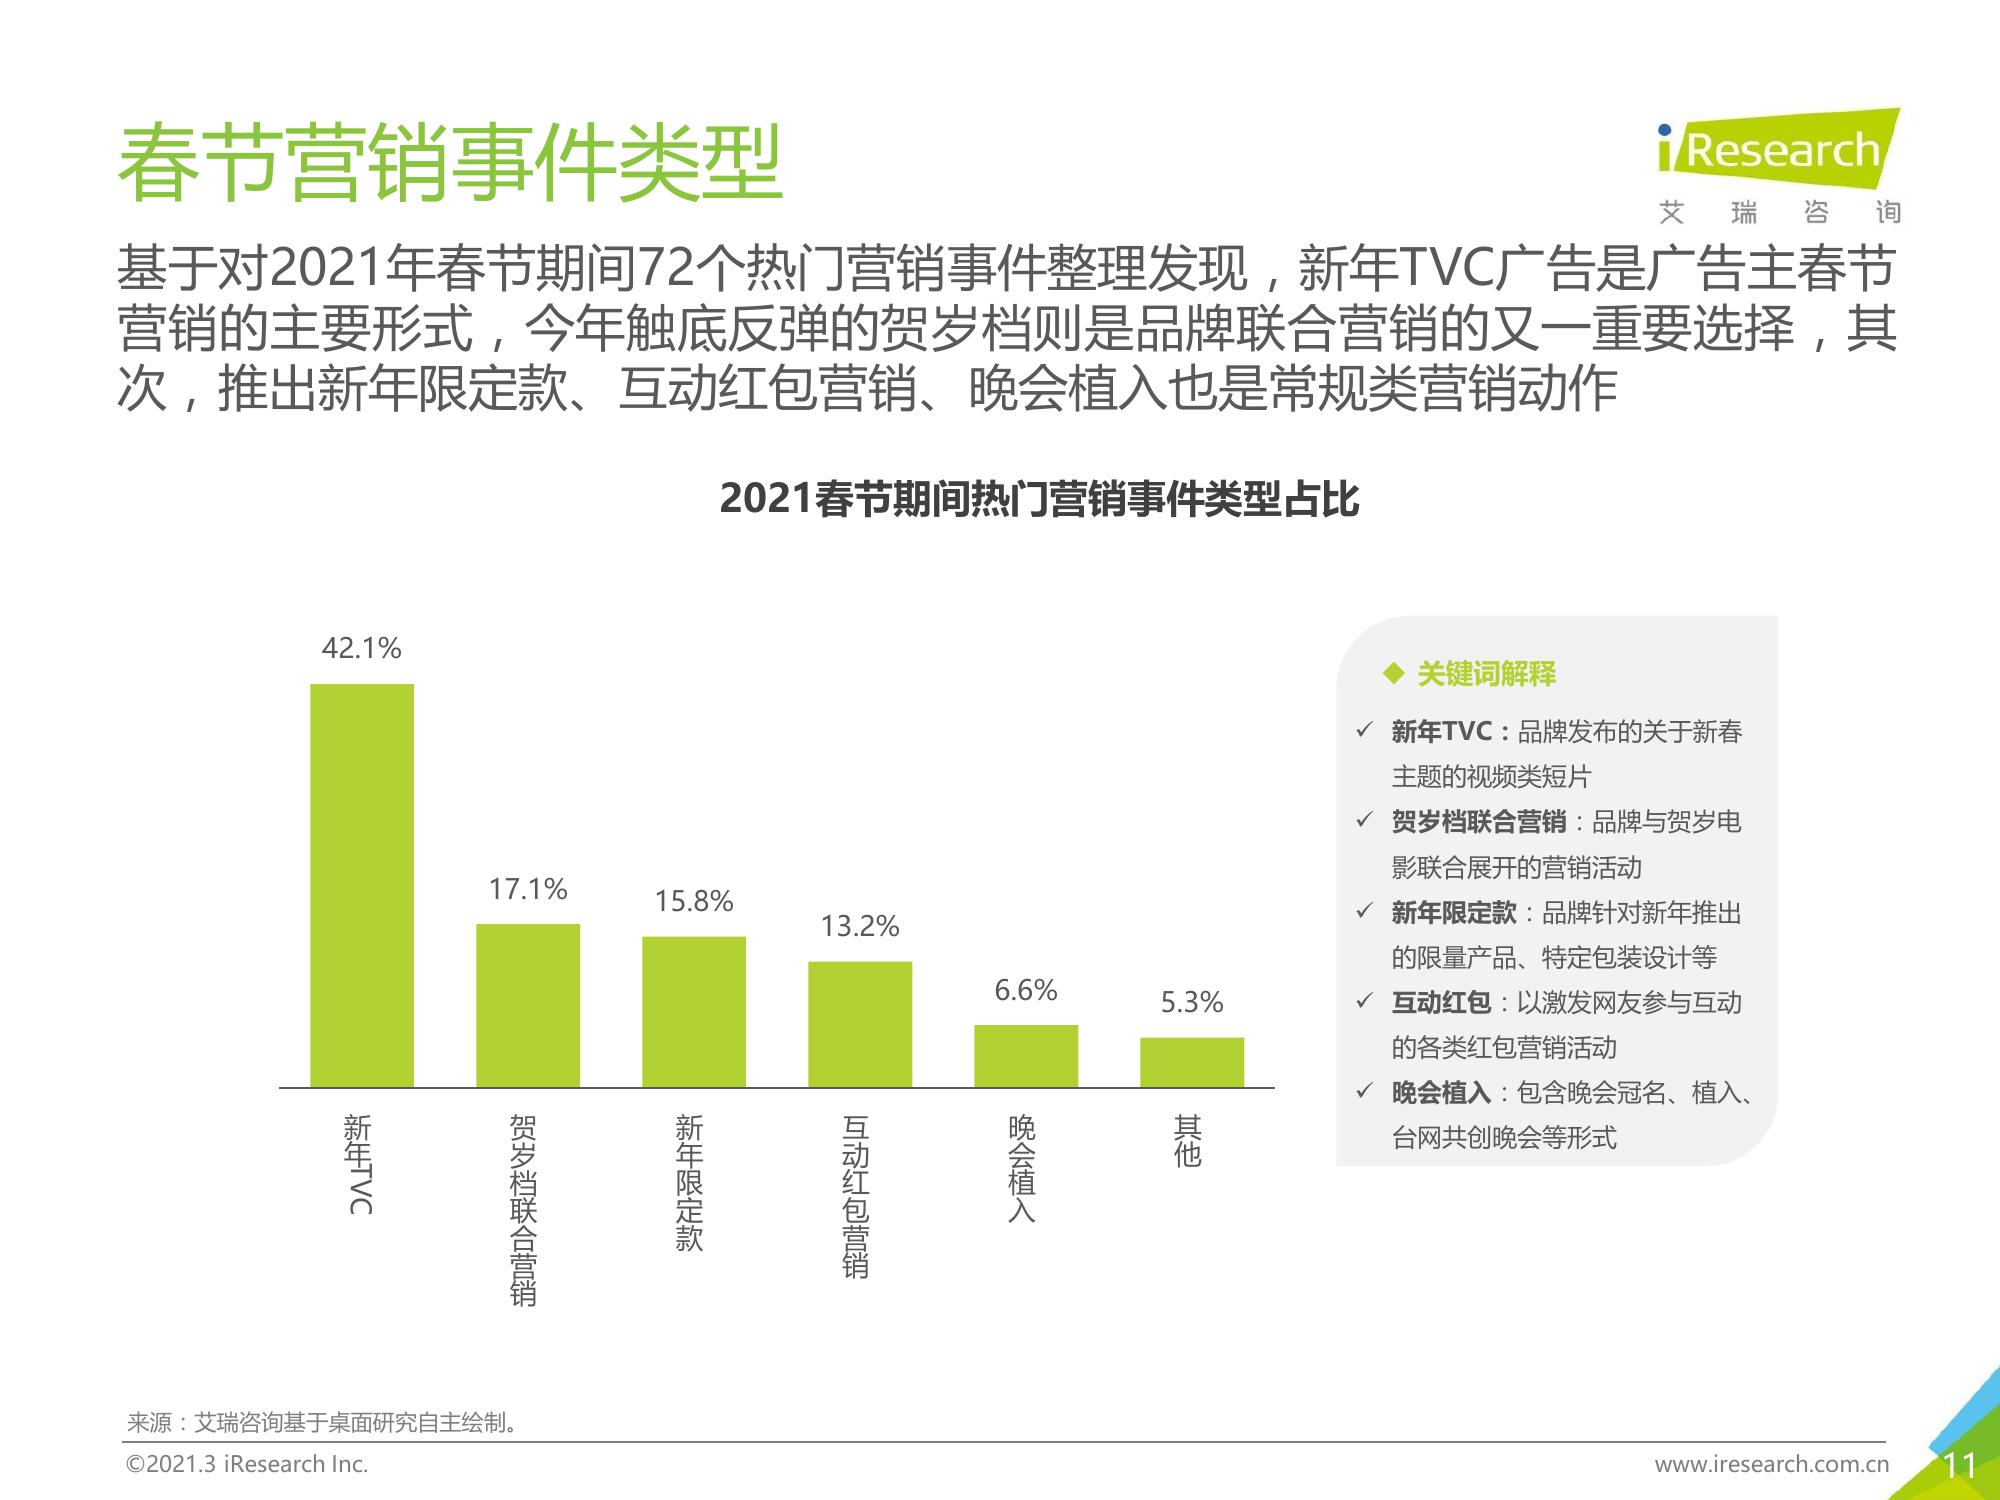 春节营销事件类型
iResearch
艾瑞咨询
基于对2021年春节期间72个热门营销事件整理发现，新年TVC广告是广告主春节
营销的主要形式，今年触底反弹的贺岁档则是品牌联合营销的又一重要选择，其
次，推出新年限定款、互动红包营销、晚会植入也是常规类营销动作
2021春节期间热门营销事件类型占比
42.1%
17.1%
15.8%
13.2%
6.6%
5.3%
新年TVC
贺岁档联合营销
新年限定款
互动红包营销
晚会植入
其他
◆ 关键词解释
✓ 新年TVC：品牌发布的关于新春
主题的视频类短片
✓ 贺岁档联合营销：品牌与贺岁电
影联合展开的营销活动
✓ 新年限定款：品牌针对新年推出
的限量产品、特定包装设计等
✓ 互动红包：以激发网友参与互动
的各类红包营销活动
✓ 晚会植入：包含晚会冠名、植入、
台网共创晚会等形式
来源：艾瑞咨询基于桌面研究自主绘制。
©2021.3 iResearch Inc.
www.iresearch.com.cn
11